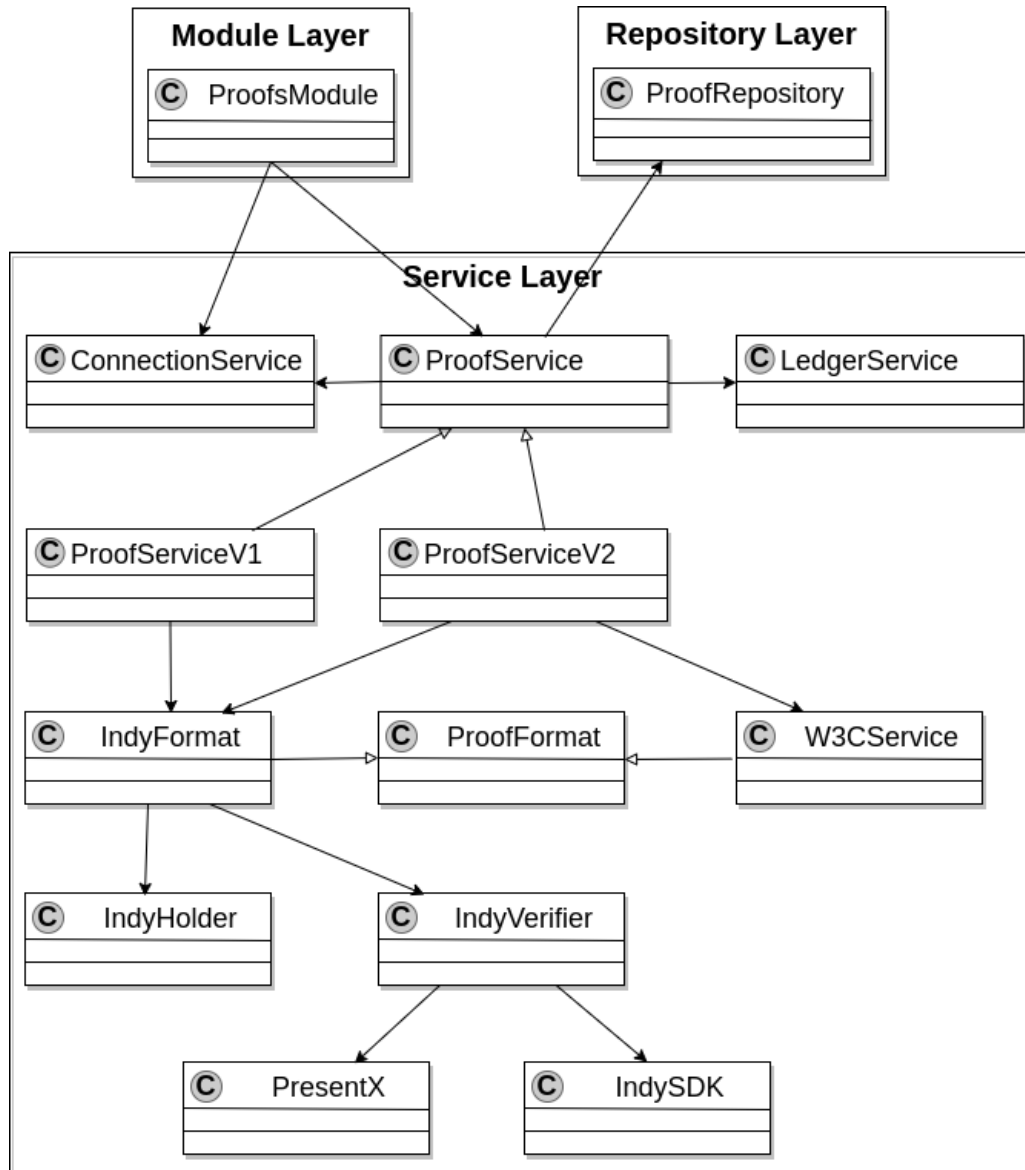 Module Layer
C ProofsModule
Repository Layer
C ProofRepository
Service Layer
C ConnectionService
C ProofService
C LedgerService
C ProofServiceV1
C ProofServiceV2
C IndyFormat
C ProofFormat
C W3CService
C IndyHolder
C IndyVerifier
C PresentX
C IndySDK